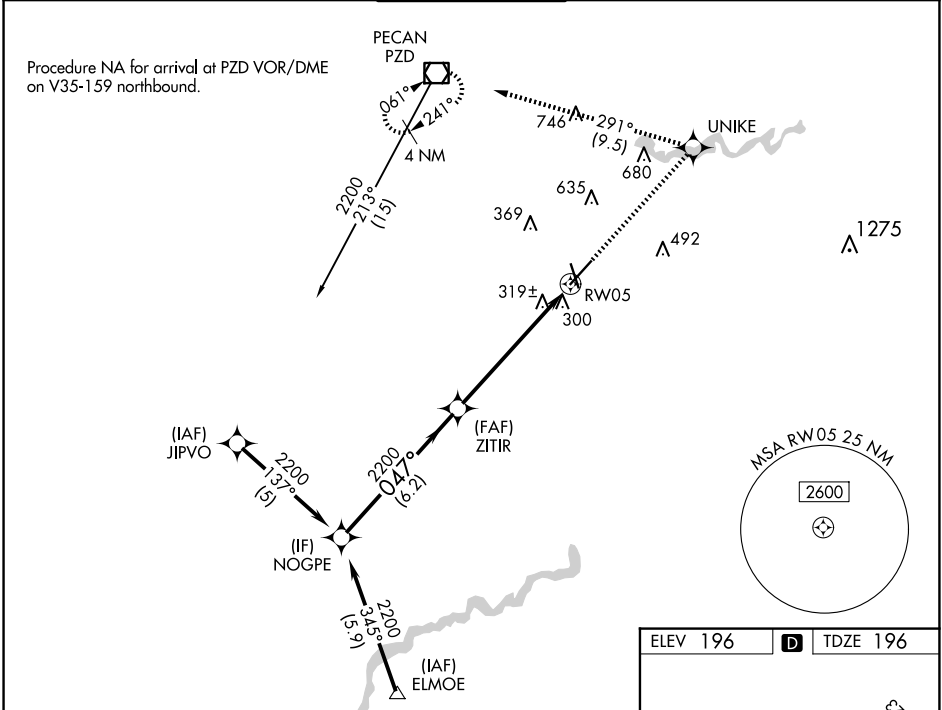 Procedure NA for arrival at PZD VOR/DME
on V35-159 northbound.
PECAN
PZD
061°
241°
4 NM
2200
213°
(15)
746
291°
(9.5)
UNIKE
680
635
369
492
1275
319±
300
RW05
(FAF)
ZITIR
(IAF)
JIPVO
2200
137°
(5)
2200
047°
(6.2)
(IF)
NOGPE
2200
345°
(5.9)
(IAF)
ELMOE
MSA RW05 25 NM
2600
ELEV 196 D TDZE 196